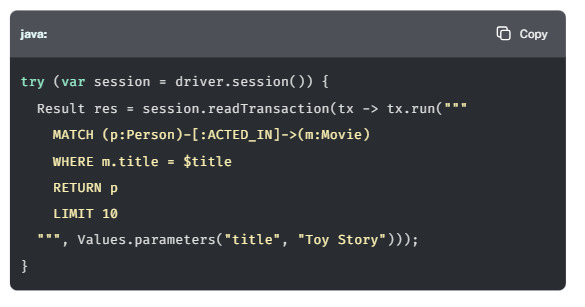 java:
Copy
try (var session = driver.session()) {
  Result res = session.readTransaction(tx -> tx.run("""
    MATCH (p:Person)-[:ACTED_IN]->(m:Movie)
    WHERE m.title = $title
    RETURN p
    LIMIT 10
  """, Values.parameters("title", "Toy Story")));
}